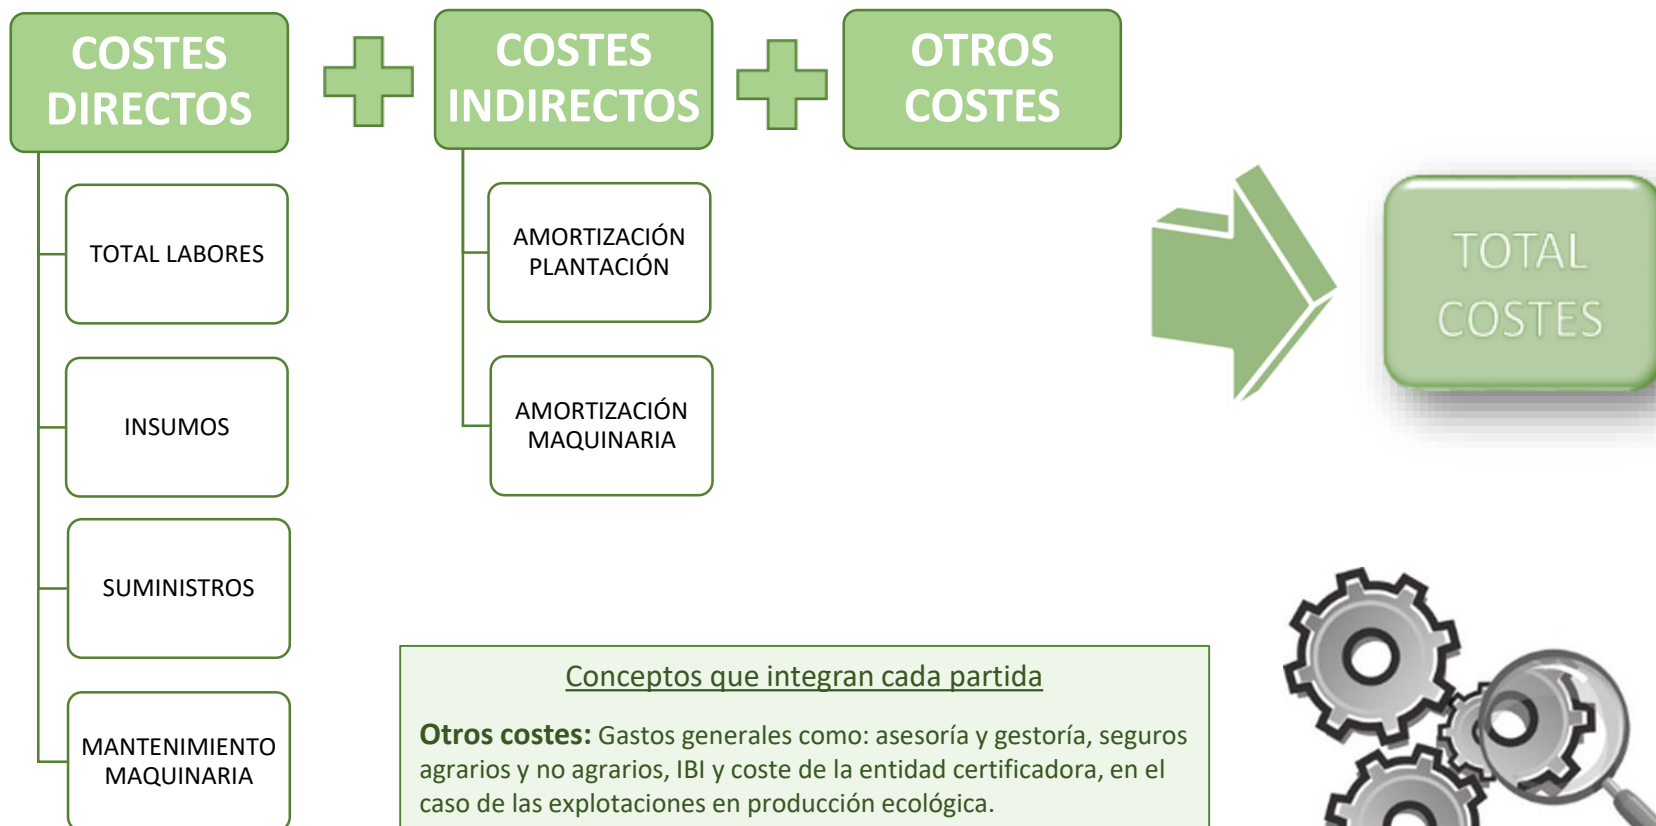 COSTES
DIRECTOS
COSTES
INDIRECTOS
OTROS
COSTES
TOTAL LABORES
INSUMOS
SUMINISTROS
MANTENIMIENTO
MAQUINARIA
AMORTIZACIÓN
PLANTACIÓN
AMORTIZACIÓN
MAQUINARIA
TOTAL
COSTES
Conceptos que integran cada partida
Otros costes: Gastos generales como: asesoría y gestoría, seguros
agrarios y no agrarios, IBI y coste de la entidad certificadora, en el
caso de las explotaciones en producción ecológica.